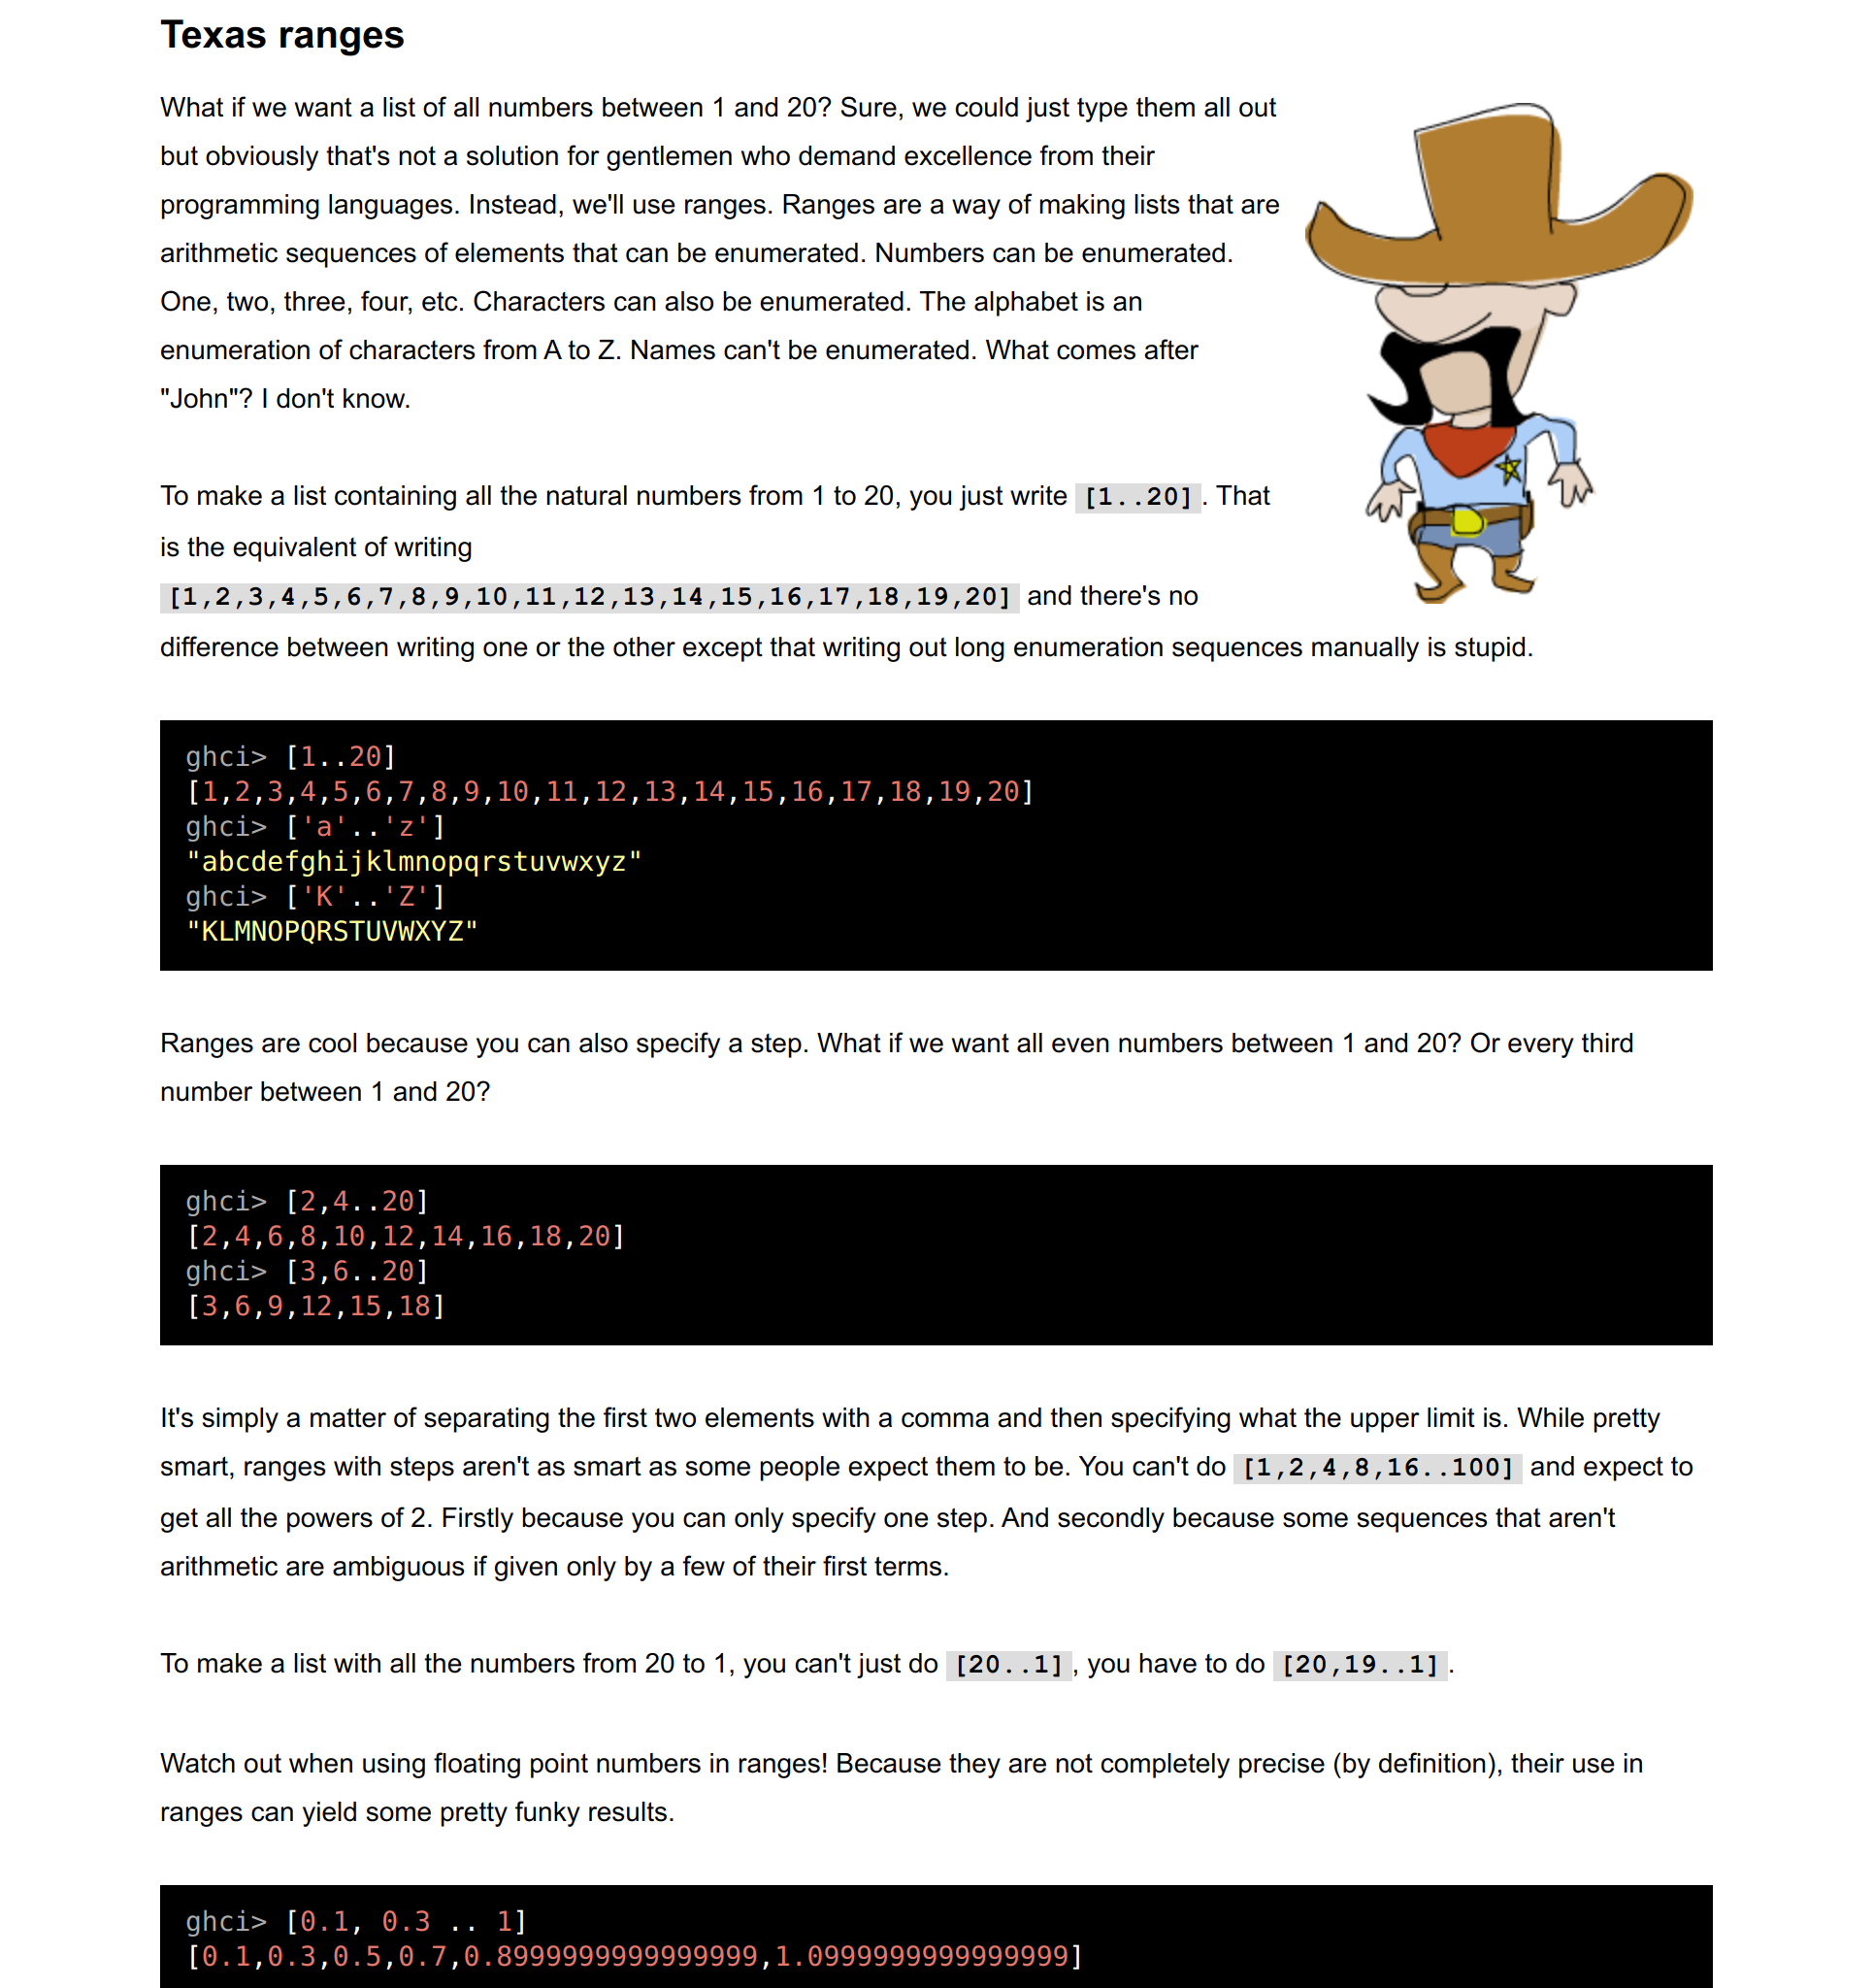 Texas ranges
What if we want a list of all numbers between 1 and 20? Sure, we could just type them all out
but obviously that's not a solution for gentlemen who demand excellence from their
programming languages. Instead, we'll use ranges. Ranges are a way of making lists that are
arithmetic sequences of elements that can be enumerated. Numbers can be enumerated.
One, two, three, four, etc. Characters can also be enumerated. The alphabet is an
enumeration of characters from A to Z. Names can't be enumerated. What comes after
"John"? I don't know.
To make a list containing all the natural numbers from 1 to 20, you just write [1..20]. That
is the equivalent of writing
[1,2,3,4,5,6,7,8,9,10,11,12,13,14,15,16,17,18,19,20] and there's no
difference between writing one or the other except that writing out long enumeration sequences manually is stupid.
ghci> [1..20]
[1,2,3,4,5,6,7,8,9,10,11,12,13,14,15,16,17,18,19,20]
ghci> ['a'..'z']
"abcdefghijklmnopqrstuvwxyz"
ghci> ['K'..'Z']
"KLMNOPQRSTUVWXYZ"
Ranges are cool because you can also specify a step. What if we want all even numbers between 1 and 20? Or every third
number between 1 and 20?
ghci> [2,4..20]
[2,4,6,8,10,12,14,16,18,20]
ghci> [3,6..20]
[3,6,9,12,15,18]
It's simply a matter of separating the first two elements with a comma and then specifying what the upper limit is. While pretty
smart, ranges with steps aren't as smart as some people expect them to be. You can't do [1,2,4,8,16..100] and expect to
get all the powers of 2. Firstly because you can only specify one step. And secondly because some sequences that aren't
arithmetic are ambiguous if given only by a few of their first terms.
To make a list with all the numbers from 20 to 1, you can't just do [20..1], you have to do [20,19..1].
Watch out when using floating point numbers in ranges! Because they are not completely precise (by definition), their use in
ranges can yield some pretty funky results.
ghci> [0.1, 0.3 .. 1]
[0.1,0.3,0.5,0.7,0.8999999999999999,1.0999999999999999]